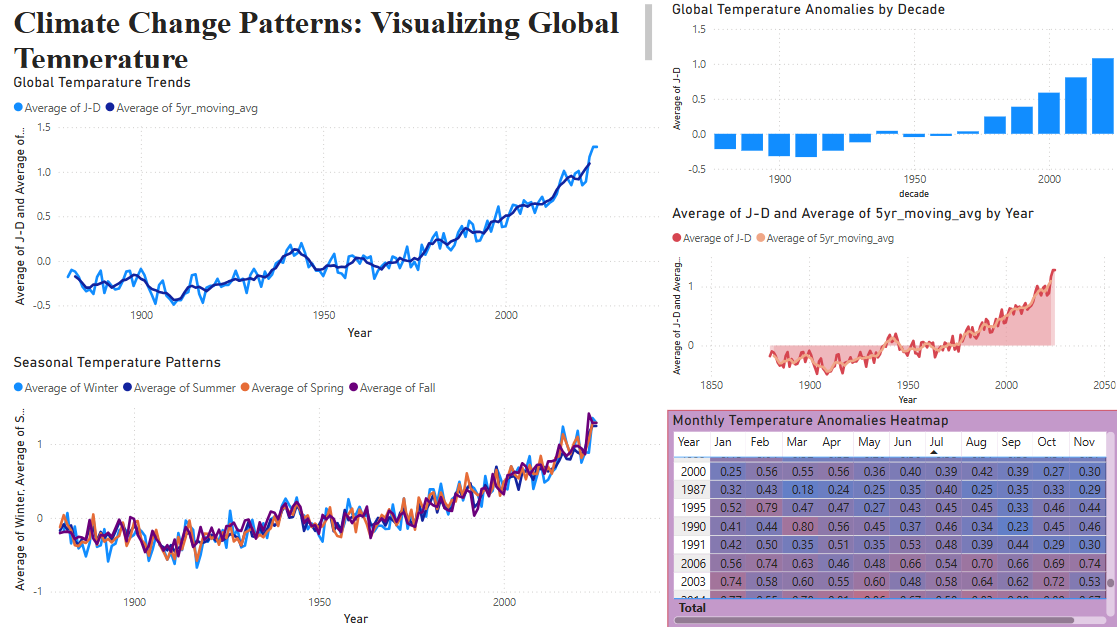 Climate Change Patterns: Visualizing Global
Temperature
Global Temparature Trends
Average of J-D Average of 5yr_moving_avg
Average of J-D and Average of...
1.5
1.0
0.5
0.0
-0.5
1900 1950 2000
Year
Seasonal Temperature Patterns
Average of Winter Average of Summer Average of Spring Average of Fall
Average of Winter, Average of S...
1
0
-1
1900 1950 2000
Year
Global Temperature Anomalies by Decade
Average of J-D
1.5
1.0
0.5
0.0
-0.5
1900 1950 2000
decade
Average of J-D and Average of 5yr_moving_avg by Year
Average of J-D Average of 5yr_moving_avg
Average of J-D and Averag...
1
0
1850 1900 1950 2000 2050
Year
Monthly Temperature Anomalies Heatmap
Year Jan Feb Mar Apr May Jun Jul Aug Sep Oct Nov
2000 0.25 0.56 0.55 0.56 0.36 0.40 0.39 0.42 0.39 0.27 0.30
1987 0.32 0.43 0.18 0.24 0.25 0.35 0.40 0.25 0.35 0.33 0.29
1995 0.52 0.79 0.47 0.47 0.27 0.43 0.45 0.45 0.33 0.46 0.44
1990 0.41 0.44 0.80 0.56 0.45 0.37 0.46 0.34 0.23 0.45 0.46
1991 0.42 0.50 0.35 0.51 0.35 0.53 0.48 0.39 0.44 0.29 0.30
2006 0.56 0.74 0.63 0.46 0.48 0.66 0.54 0.70 0.66 0.69 0.74
2003 0.74 0.58 0.60 0.55 0.60 0.48 0.58 0.64 0.62 0.72 0.53
Total